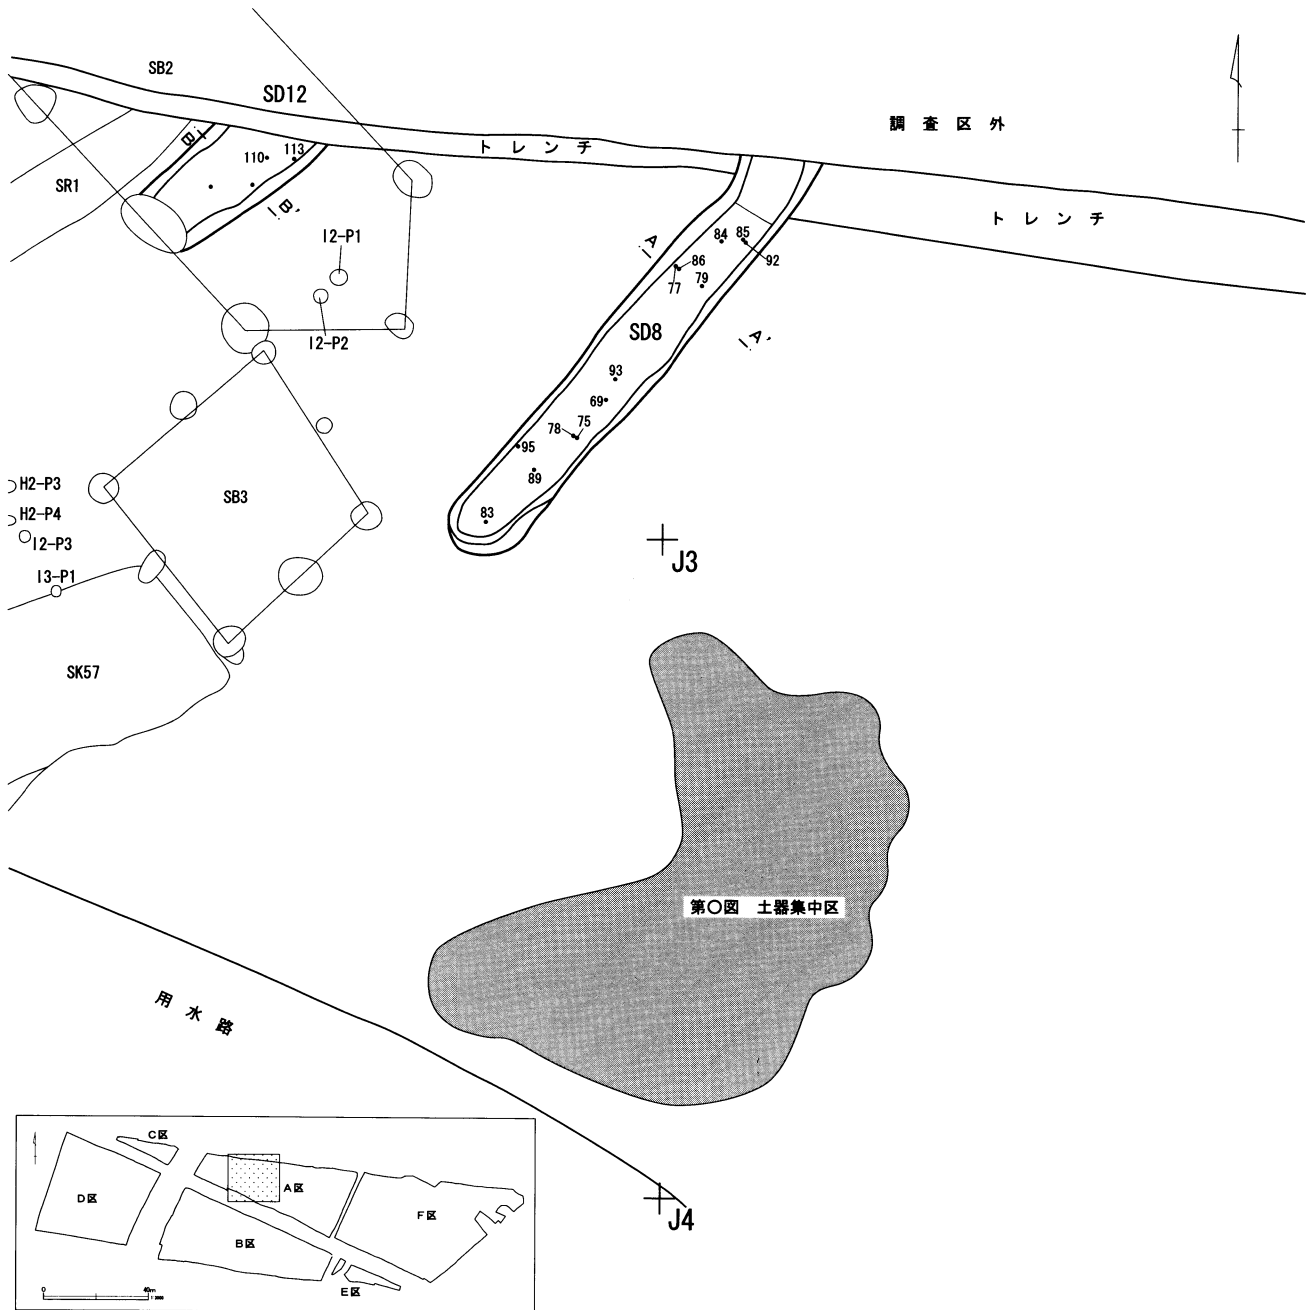 SB2
SD12
調査区外
トレンチ
B
110
113
SR1
B'
トレンチ
I2-P1
A
84
85
86
92
77
79
I2-P2
SD8
A'
93
69
78
75
95
H2-P3
SB3
89
H2-P4
83
I2-P3
J3
I3-P1
SK57
第〇図 土器集中区
用水路
C区
A区
D区
F区
B区
E区
0
40m
J4